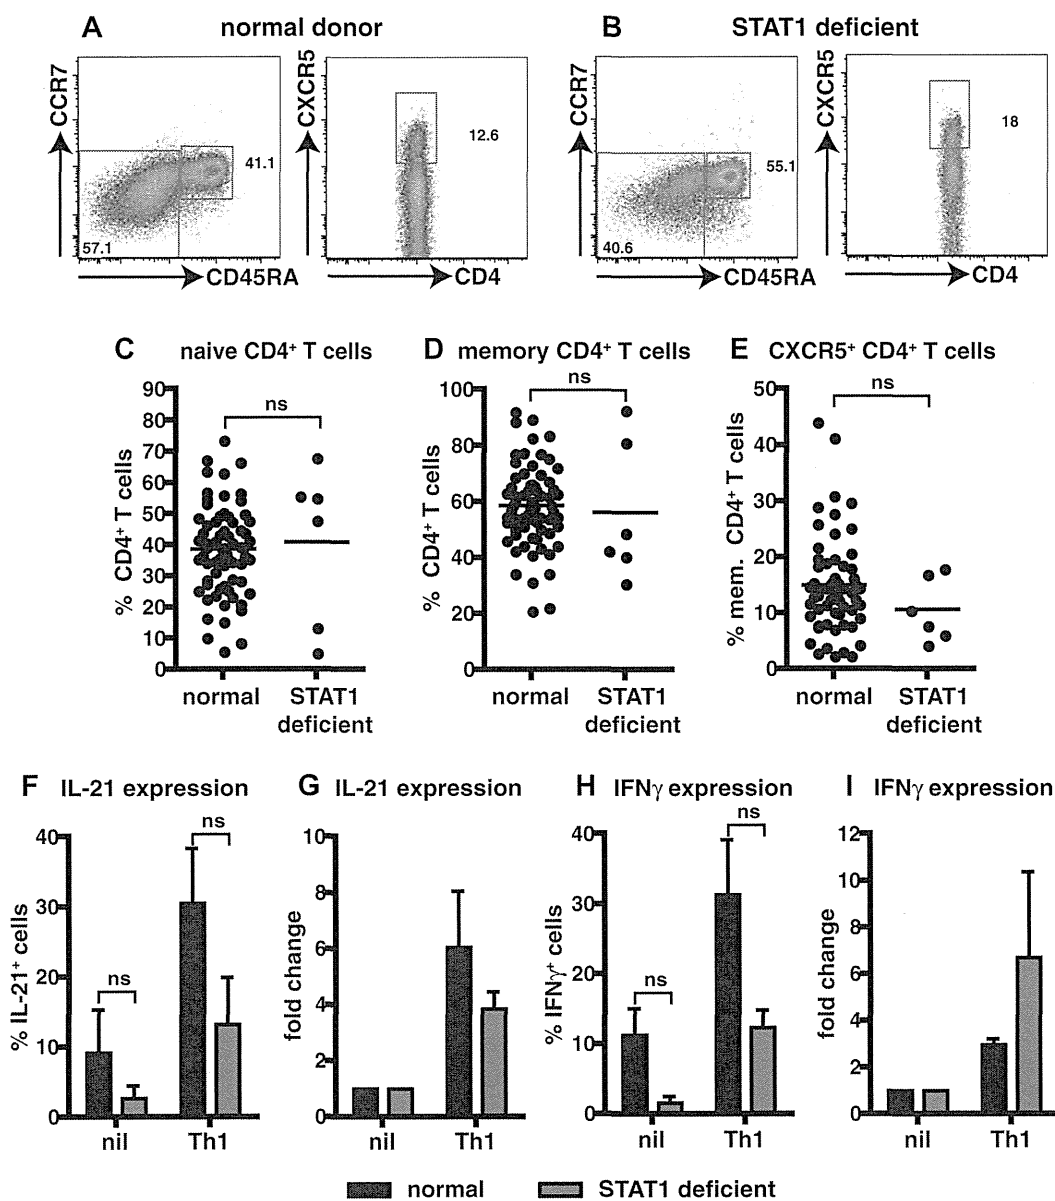 A normal donor
B STAT1 deficient
CCR7
41.1
57.1
CD45RA
CXCR5
12.6
CD4
CCR7
55.1
40.6
CD45RA
CXCR5
18
CD4
C naive CD4+ T cells
% CD4+ T cells
90
80
70
60
50
40
30
20
10
0
ns
normal
STAT1
deficient
D memory CD4+ T cells
% CD4+ T cells
100
80
60
40
20
0
ns
normal
STAT1
deficient
E CXCR5+ CD4+ T cells
% mem. CD4+ T cells
50
40
30
20
10
0
ns
normal
STAT1
deficient
F IL-21 expression
% IL-21+ cells
40
30
20
10
0
ns
ns
nil
Th1
G IL-21 expression
fold change
10
8
6
4
2
0
nil
Th1
H IFNγ expression
% IFNγ+ cells
40
30
20
10
0
ns
ns
nil
Th1
I IFNγ expression
fold change
12
10
8
6
4
2
0
nil
Th1
normal
STAT1 deficient